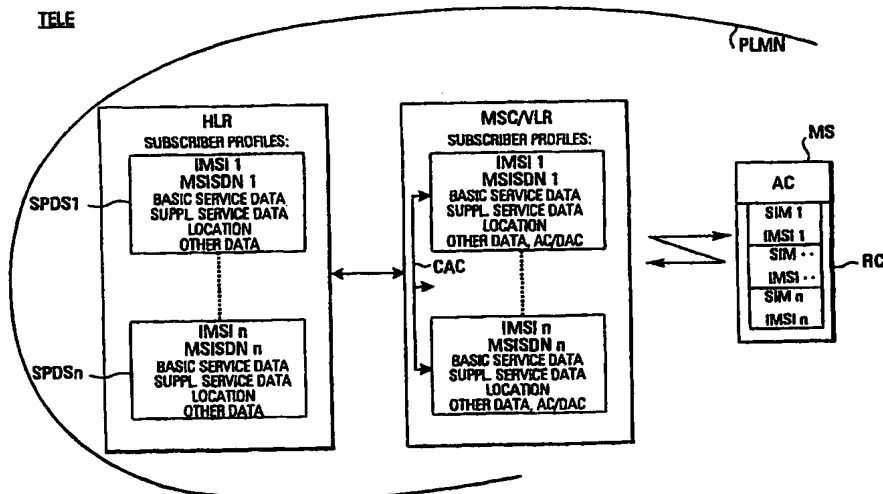 TELE
PLMN
HLR
SUBSCRIBER PROFILES:
IMSI 1
MSISDN 1
BASIC SERVICE DATA
SUPPL. SERVICE DATA
LOCATION
OTHER DATA
SPDS1
IMSI n
MSISDN n
BASIC SERVICE DATA
SUPPL. SERVICE DATA
LOCATION
OTHER DATA
SPDSn
MSC/VLR
SUBSCRIBER PROFILES:
IMSI 1
MSISDN 1
BASIC SERVICE DATA
SUPPL. SERVICE DATA
LOCATION
OTHER DATA, AC/DAC
CAC
IMSI n
MSISDN n
BASIC SERVICE DATA
SUPPL. SERVICE DATA
LOCATION
OTHER DATA, AC/DAC
MS
AC
SIM 1
IMSI 1
SIM ··
IMSI ··
SIM n
IMSI n
RC